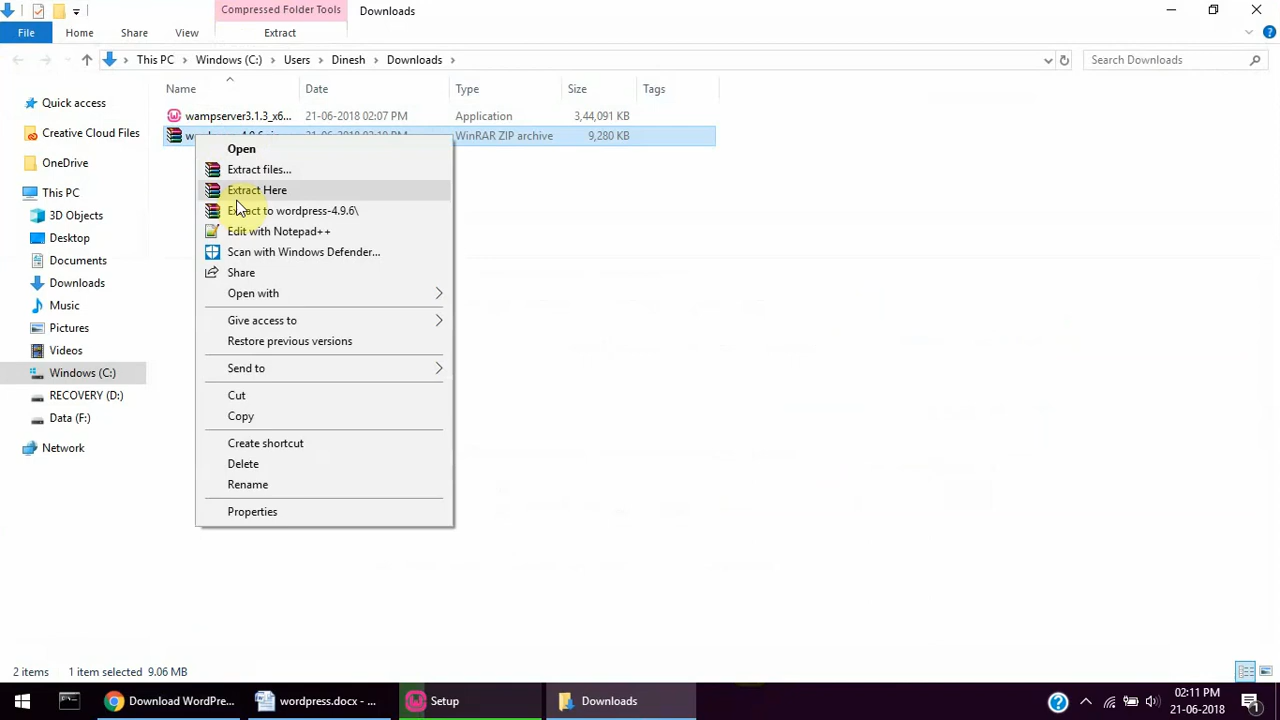 Compressed Folder Tools
Downloads
File
Home
Share
View
Extract
This PC
Windows (C:)
Users
Dinesh
Downloads
Search Downloads
Name
Date
Type
Size
Tags
wampserver3.1.3_x6...
21-06-2018 02:07 PM
Application
3,44,091 KB
WinRAR ZIP archive
9,280 KB
Quick access
Creative Cloud Files
OneDrive
This PC
3D Objects
Desktop
Documents
Downloads
Music
Pictures
Videos
Windows (C:)
RECOVERY (D:)
Data (F:)
Network
Open
Extract files...
Extract Here
Extract to wordpress-4.9.6\
Edit with Notepad++
Scan with Windows Defender...
Share
Open with
Give access to
Restore previous versions
Send to
Cut
Copy
Create shortcut
Delete
Rename
Properties
2 items
1 item selected 9.06 MB
Download WordPre...
wordpress.docx - ...
Setup
Downloads
02:11 PM
21-06-2018